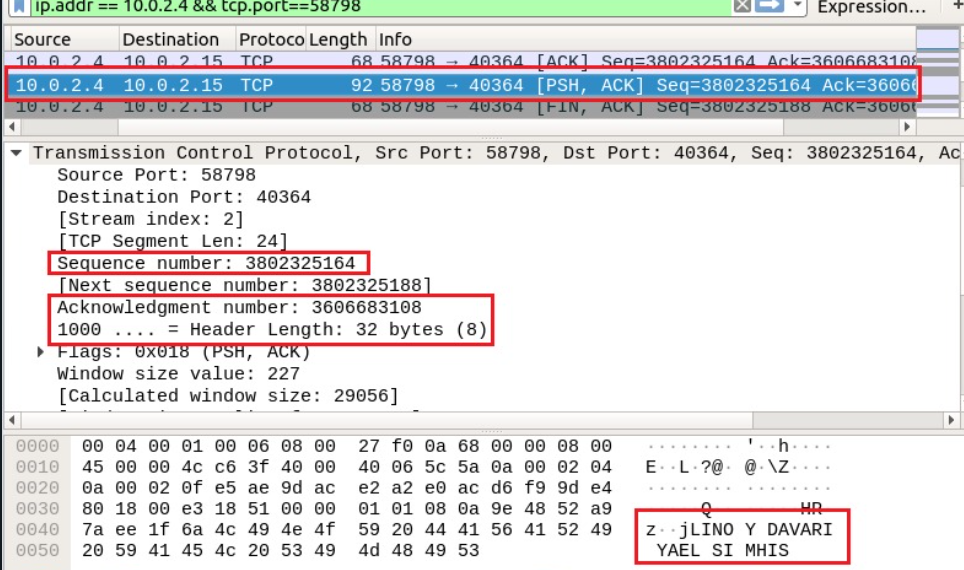 ip.addr == 10.0.2.4 && tcp.port==58798 Expression… +
Source Destination Protoco Length Info
10.0.2.4 10.0.2.15 TCP 68 58798 → 40364 [ACK] Seq=3802325164 Ack=3606683108
10.0.2.4 10.0.2.15 TCP 92 58798 → 40364 [PSH, ACK] Seq=3802325164 Ack=36066
10.0.2.4 10.0.2.15 TCP 68 58798 → 40364 [FIN, ACK] Seq=3802325188 Ack=3606
Transmission Control Protocol, Src Port: 58798, Dst Port: 40364, Seq: 3802325164, Ac
Source Port: 58798
Destination Port: 40364
[Stream index: 2]
[TCP Segment Len: 24]
Sequence number: 3802325164
[Next sequence number: 3802325188]
Acknowledgment number: 3606683108
1000 .... = Header Length: 32 bytes (8)
Flags: 0x018 (PSH, ACK)
Window size value: 227
[Calculated window size: 29056]
0000 00 04 00 01 00 06 08 00 27 f0 0a 68 00 00 08 00 ········ '··h····
0010 45 00 00 4c c6 3f 40 00 40 06 5c 5a 0a 00 02 04 E··L·?@· @·\Z····
0020 0a 00 02 0f e5 ae 9d ac e2 a2 e0 ac d6 f9 9d e4 ········ ········
0030 80 18 00 e3 18 51 00 00 01 01 08 0a 9e 48 52 a9 ·····Q·· ·····HR·
0040 7a ee 1f 6a 4c 49 4e 4f 59 20 44 41 56 41 52 49 z··jLINO Y DAVARI
0050 20 59 41 45 4c 20 53 49 4d 48 49 53 YAEL SI MHIS